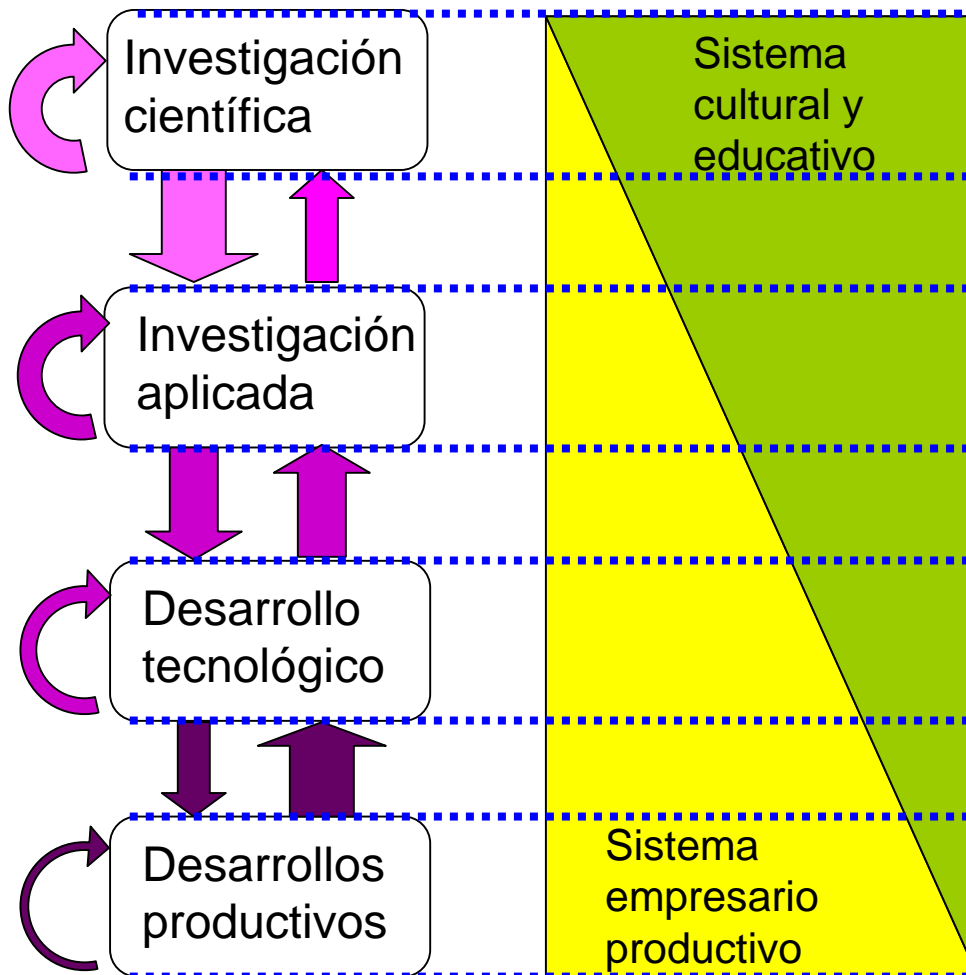 Investigación
científica
Sistema
cultural y
educativo
Investigación
aplicada
Desarrollo
tecnológico
Desarrollos
productivos
Sistema
empresario
productivo